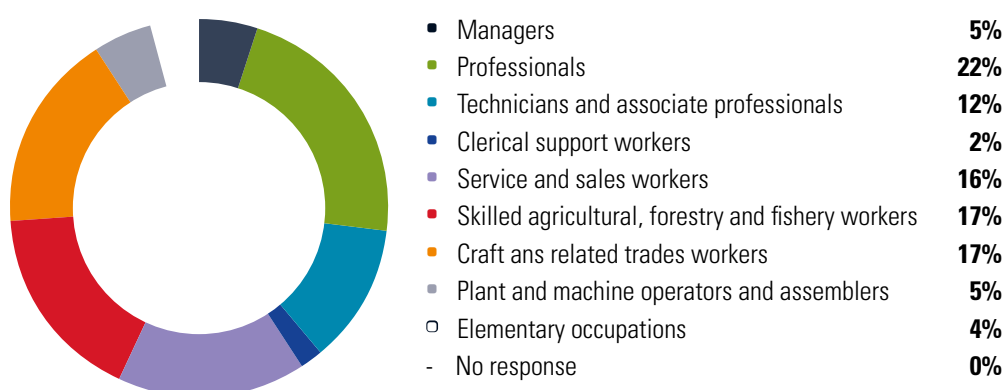 Managers 5%
Professionals 22%
Technicians and associate professionals 12%
Clerical support workers 2%
Service and sales workers 16%
Skilled agricultural, forestry and fishery workers 17%
Craft ans related trades workers 17%
Plant and machine operators and assemblers 5%
Elementary occupations 4%
- No response 0%